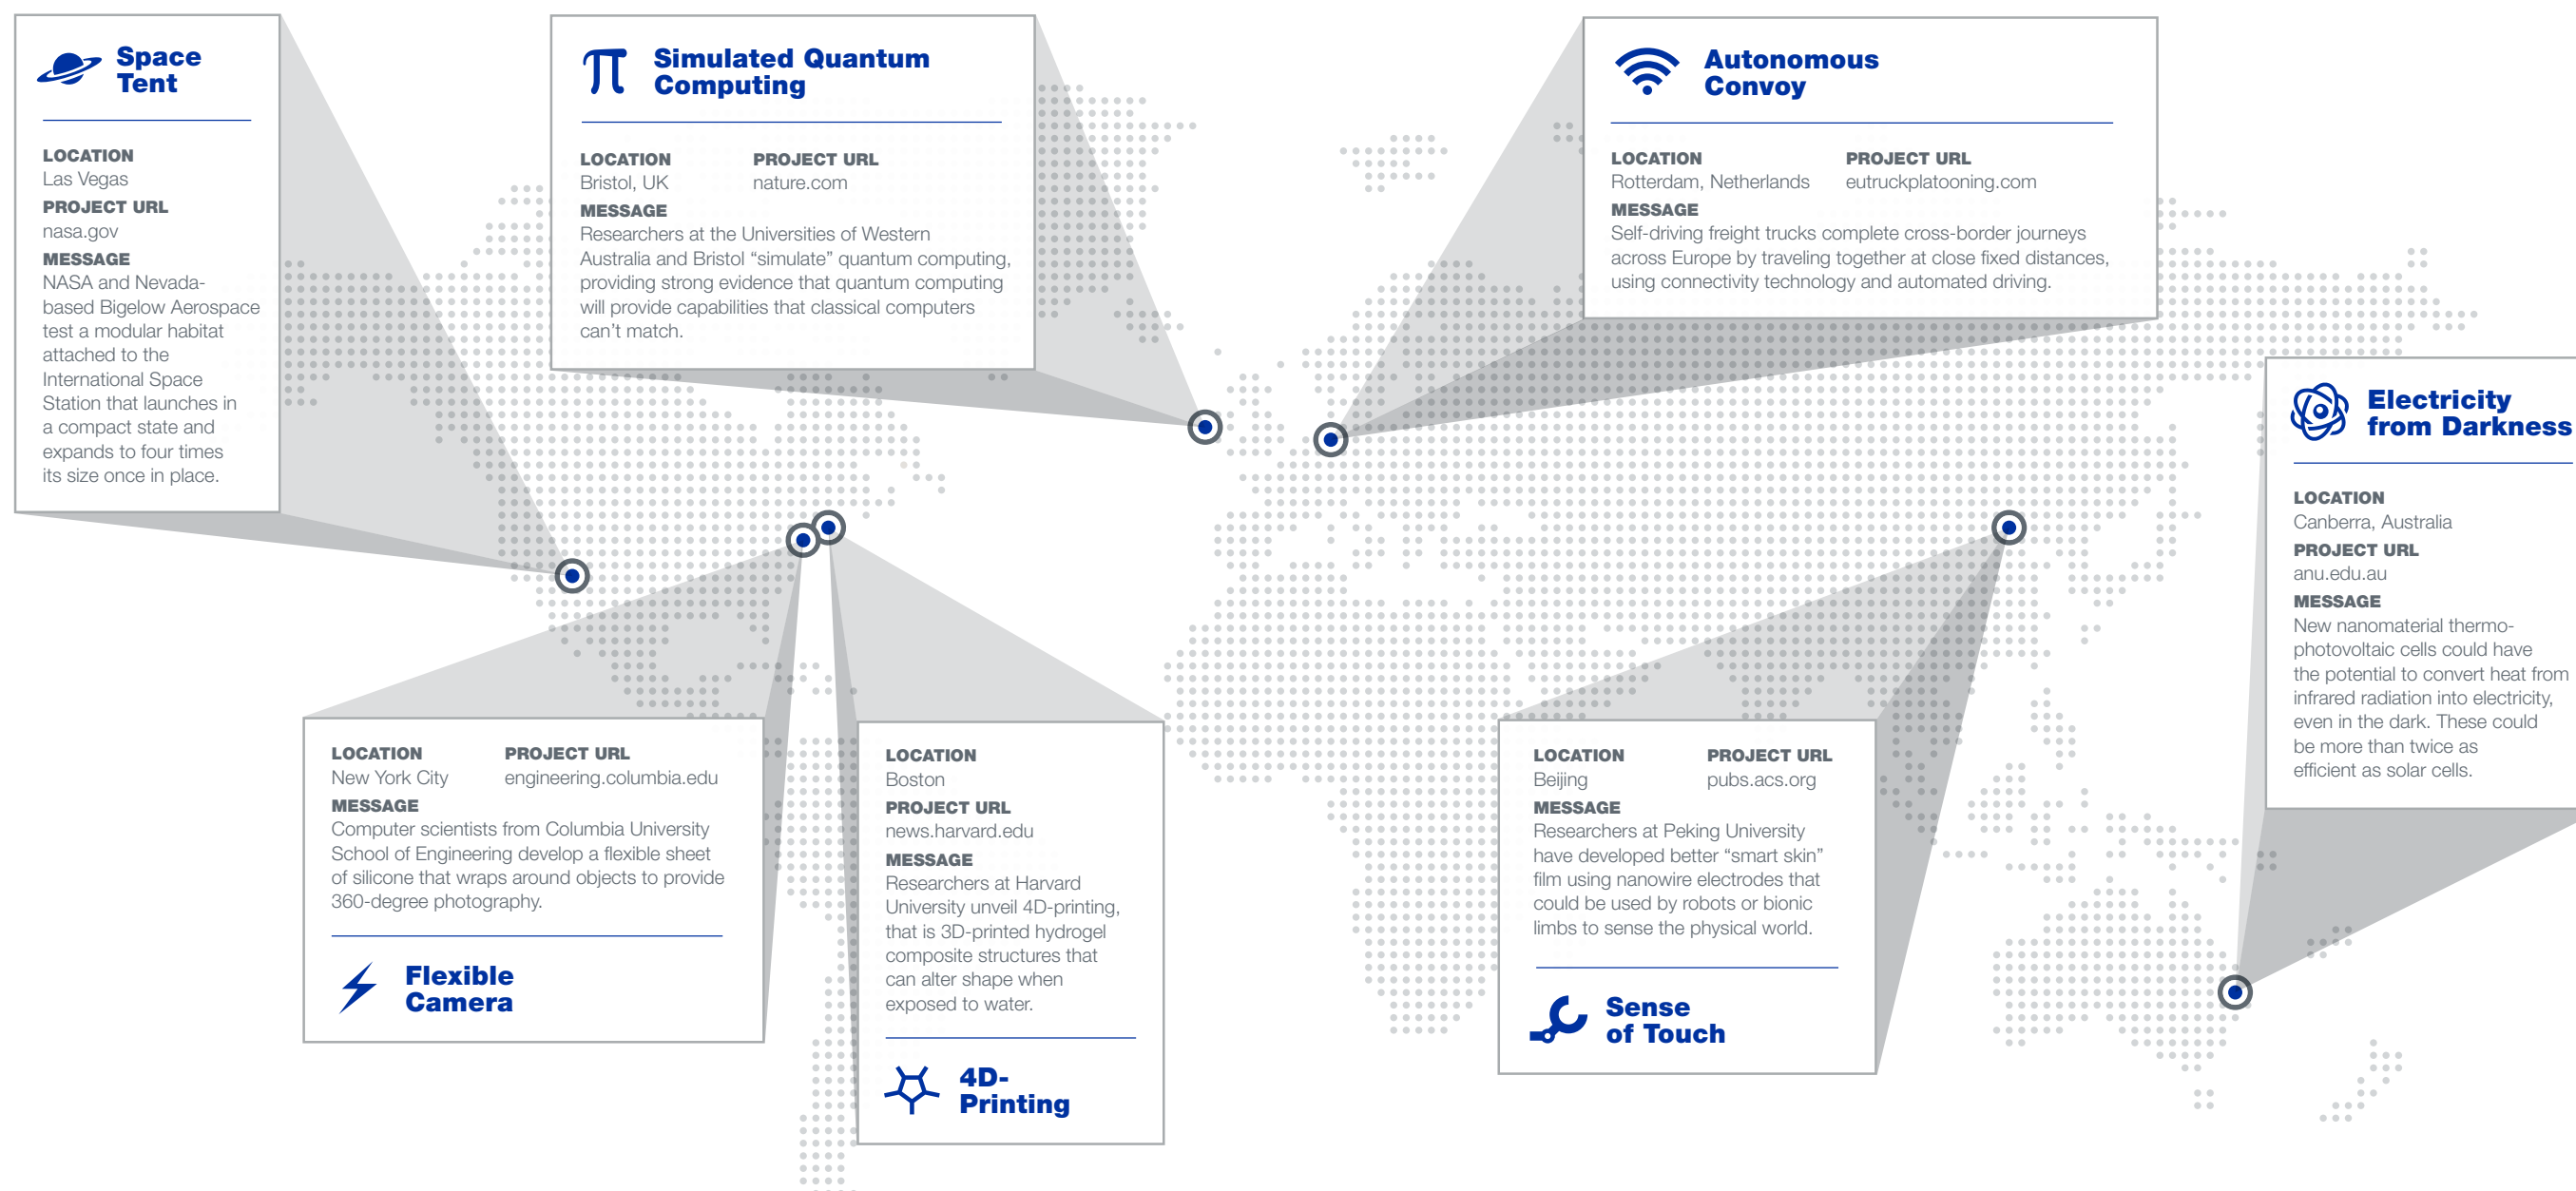 Space
Tent
LOCATION
Las Vegas
PROJECT URL
nasa.gov
MESSAGE
NASA and Nevada-
based Bigelow Aerospace
test a modular habitat
attached to the
International Space
Station that launches in
a compact state and
expands to four times
its size once in place.
Simulated Quantum
Computing
LOCATION
Bristol, UK
PROJECT URL
nature.com
MESSAGE
Researchers at the Universities of Western
Australia and Bristol “simulate” quantum computing,
providing strong evidence that quantum computing
will provide capabilities that classical computers
can’t match.
Autonomous
Convoy
LOCATION
Rotterdam, Netherlands
PROJECT URL
eutruckplatooning.com
MESSAGE
Self-driving freight trucks complete cross-border journeys
across Europe by traveling together at close fixed distances,
using connectivity technology and automated driving.
Electricity
from Darkness
LOCATION
Canberra, Australia
PROJECT URL
anu.edu.au
MESSAGE
New nanomaterial thermo-
photovoltaic cells could have
the potential to convert heat from
infrared radiation into electricity,
even in the dark. These could
be more than twice as
efficient as solar cells.
LOCATION
New York City
PROJECT URL
engineering.columbia.edu
MESSAGE
Computer scientists from Columbia University
School of Engineering develop a flexible sheet
of silicone that wraps around objects to provide
360-degree photography.
Flexible
Camera
LOCATION
Boston
PROJECT URL
news.harvard.edu
MESSAGE
Researchers at Harvard
University unveil 4D-printing,
that is 3D-printed hydrogel
composite structures that
can alter shape when
exposed to water.
4D-
Printing
LOCATION
Beijing
PROJECT URL
pubs.acs.org
MESSAGE
Researchers at Peking University
have developed better “smart skin”
film using nanowire electrodes that
could be used by robots or bionic
limbs to sense the physical world.
Sense
of Touch